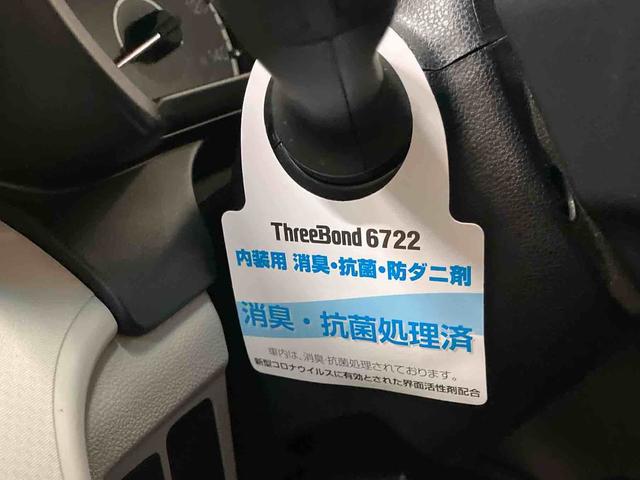 ThreeBond 6722
内装用 消臭・抗菌・防ダニ剤
消臭・抗菌処理済
車内は、消臭・抗菌処理されております。
新型コロナウイルスに有効とされた界面活性剤配合